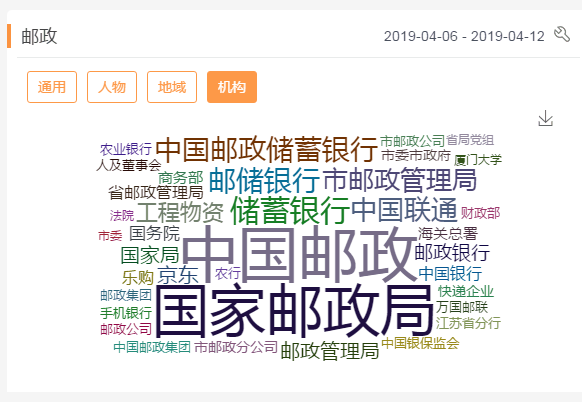 邮政
2019-04-06 - 2019-04-12
通用 人物 地域 机构
农业银行 中国邮政储蓄银行 市邮政公司 省局党组
人及董事会 市委市政府 厦门大学
商务部 邮储银行 市邮政管理局
省邮政管理局
法院 工程物资 储蓄银行 中国联通 财政部
市委 国务院 中国邮政 海关总署
国家局 邮政银行
乐购 京东 农行 中国银行
邮政集团 国家邮政局 快递企业
手机银行 万国邮联
邮政公司 江苏省分行
中国邮政集团 市邮政分公司 邮政管理局 中国银保监会